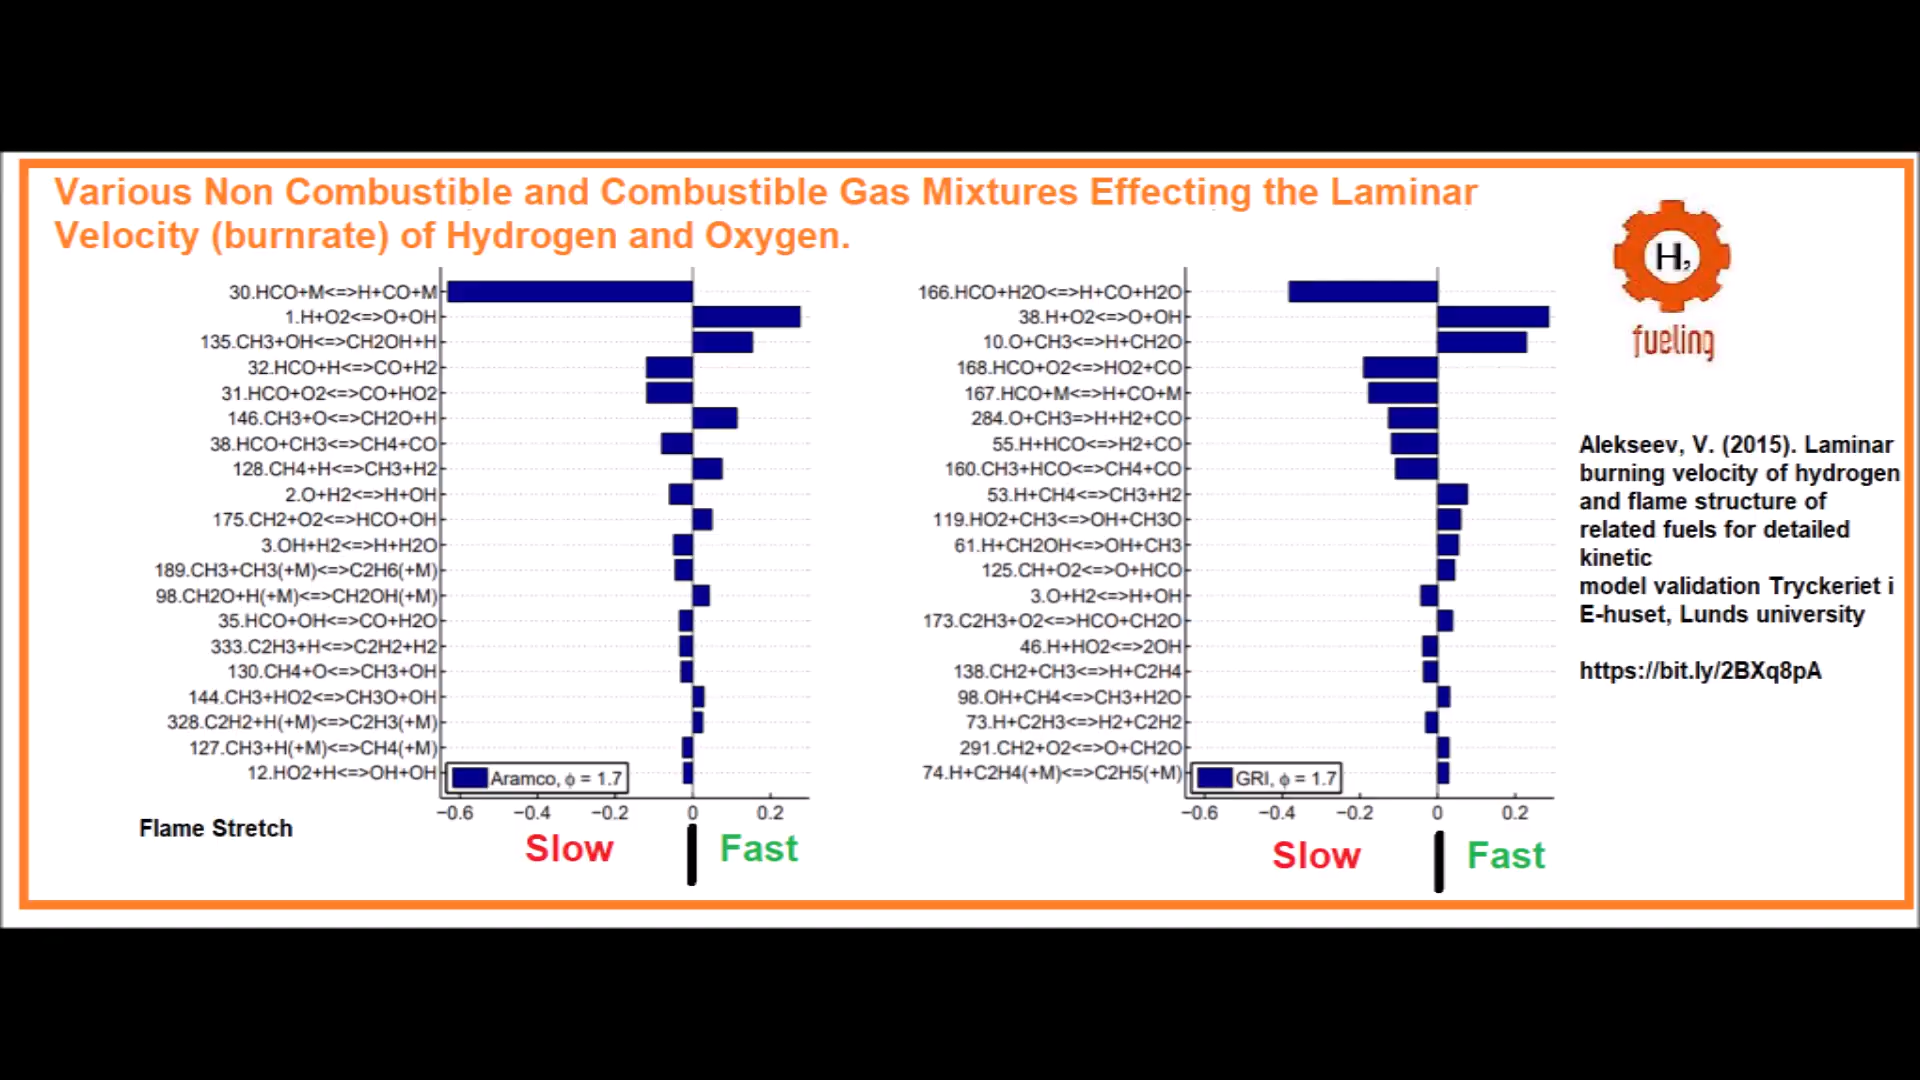 Various Non Combustible and Combustible Gas Mixtures Effecting the Laminar
Velocity (burnrate) of Hydrogen and Oxygen.
30.HCO+M<=>H+CO+M
1.H+O2<=>O+OH
135.CH3+OH<=>CH2OH+H
32.HCO+H<=>CO+H2
31.HCO+O2<=>CO+HO2
146.CH3+O<=>CH2O+H
38.HCO+CH3<=>CH4+CO
128.CH4+H<=>CH3+H2
2.O+H2<=>H+OH
175.CH2+O2<=>HCO+OH
3.OH+H2<=>H+H2O
189.CH3+CH3(+M)<=>C2H6(+M)
98.CH2O+H(+M)<=>CH2OH(+M)
35.HCO+OH<=>CO+H2O
333.C2H3+H<=>C2H2+H2
130.CH4+O<=>CH3+OH
144.CH3+HO2<=>CH3O+OH
328.C2H2+H(+M)<=>C2H3(+M)
127.CH3+H(+M)<=>CH4(+M)
12.HO2+H<=>OH+OH
Aramco, ϕ = 1.7
−0.6 −0.4 −0.2 0 0.2
Flame Stretch
Slow Fast
166.HCO+H2O<=>H+CO+H2O
38.H+O2<=>O+OH
10.O+CH3<=>H+CH2O
168.HCO+O2<=>HO2+CO
167.HCO+M<=>H+CO+M
284.O+CH3=>H+H2+CO
55.H+HCO<=>H2+CO
160.CH3+HCO<=>CH4+CO
53.H+CH4<=>CH3+H2
119.HO2+CH3<=>OH+CH3O
61.H+CH2OH<=>OH+CH3
125.CH+O2<=>O+HCO
3.O+H2<=>H+OH
173.C2H3+O2<=>HCO+CH2O
46.H+HO2<=>2OH
138.CH2+CH3<=>H+C2H4
98.OH+CH4<=>CH3+H2O
73.H+C2H3<=>H2+C2H2
291.CH2+O2<=>O+CH2O
74.H+C2H4(+M)<=>C2H5(+M)
GRI, ϕ = 1.7
−0.6 −0.4 −0.2 0 0.2
Slow Fast
H2
fueling
Alekseev, V. (2015). Laminar
burning velocity of hydrogen
and flame structure of
related fuels for detailed
kinetic
model validation Tryckeriet i
E-huset, Lunds university
https://bit.ly/2BXq8pA